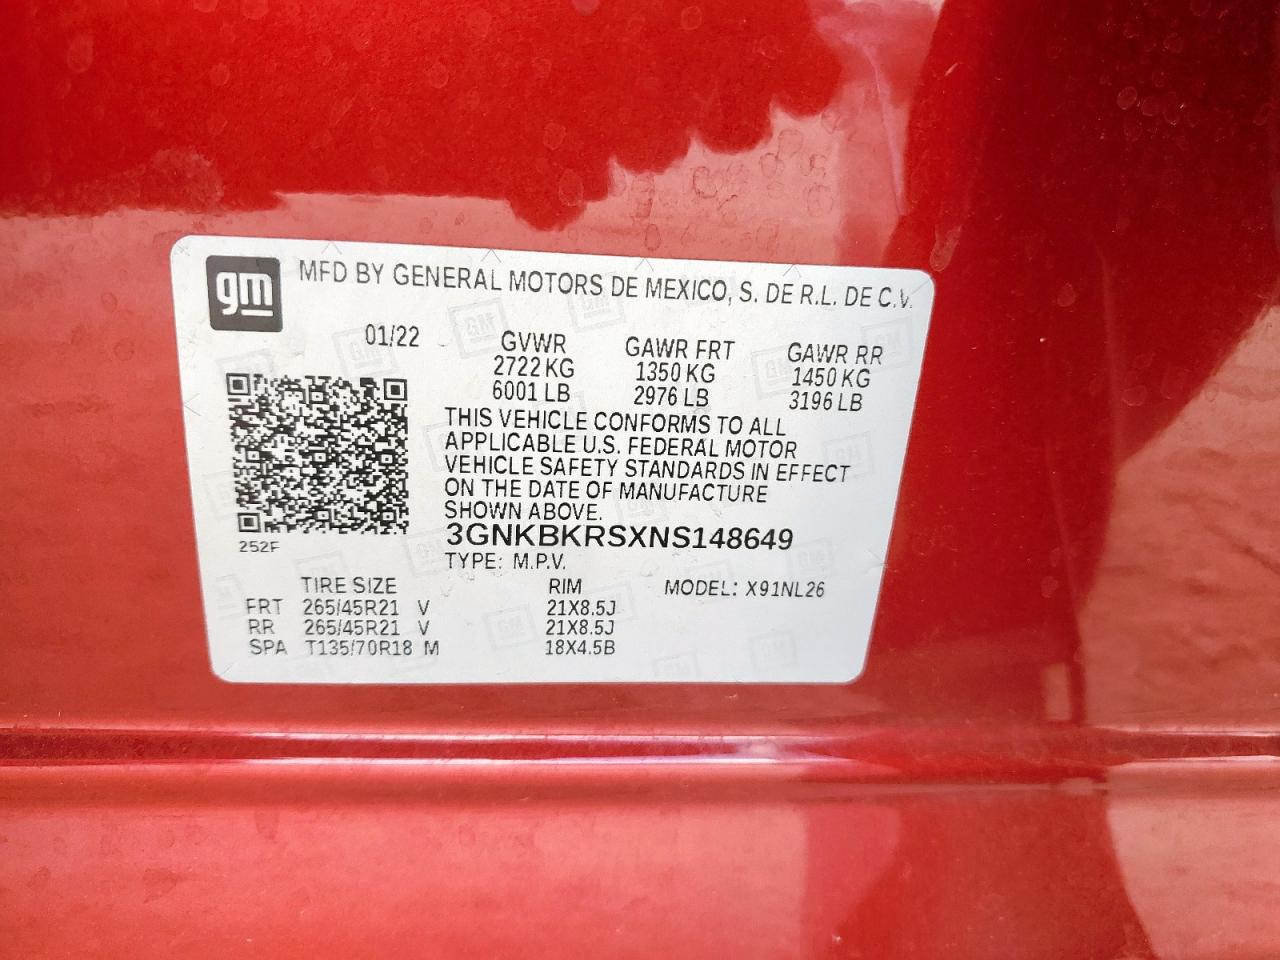 gm MFD BY GENERAL MOTORS DE MEXICO, S. DE R.L. DE C.V.
01/22 GVWR GAWR FRT GAWR RR
2722 KG 1350 KG 1450 KG
6001 LB 2976 LB 3196 LB
THIS VEHICLE CONFORMS TO ALL
APPLICABLE U.S. FEDERAL MOTOR
VEHICLE SAFETY STANDARDS IN EFFECT
ON THE DATE OF MANUFACTURE
SHOWN ABOVE.
3GNKBKRSXNS148649
252F
TYPE: M.P.V.
TIRE SIZE RIM MODEL: X91NL26
FRT 265/45R21 V 21X8.5J
RR 265/45R21 V 21X8.5J
SPA T135/70R18 M 18X4.5B